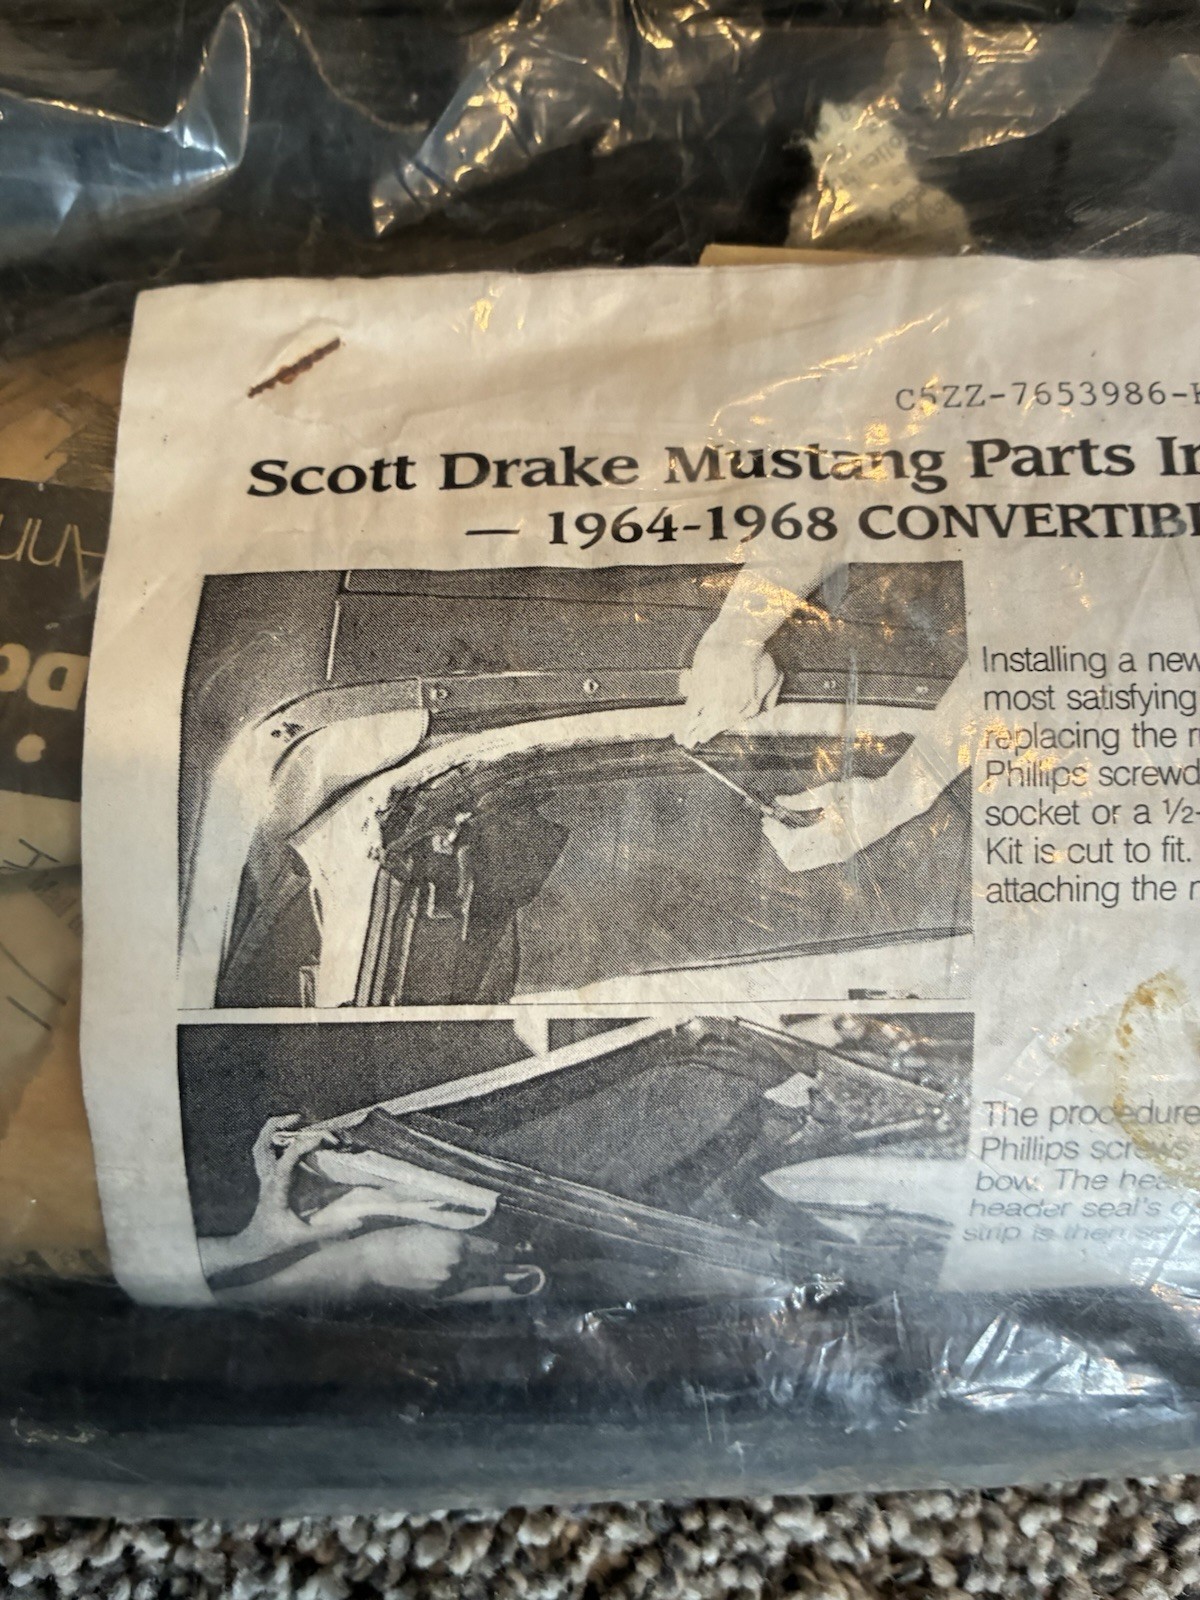 C5ZZ-7653986-
Scott Drake Mustang Parts In
— 1964-1968 CONVERTIB
Installing a new
most satisfying
replacing the r
Phillips screwd
socket or a ½-
Kit is cut to fit.
attaching the
The procedure
Phillips screws
bow. The hea
header seal's
strip is then